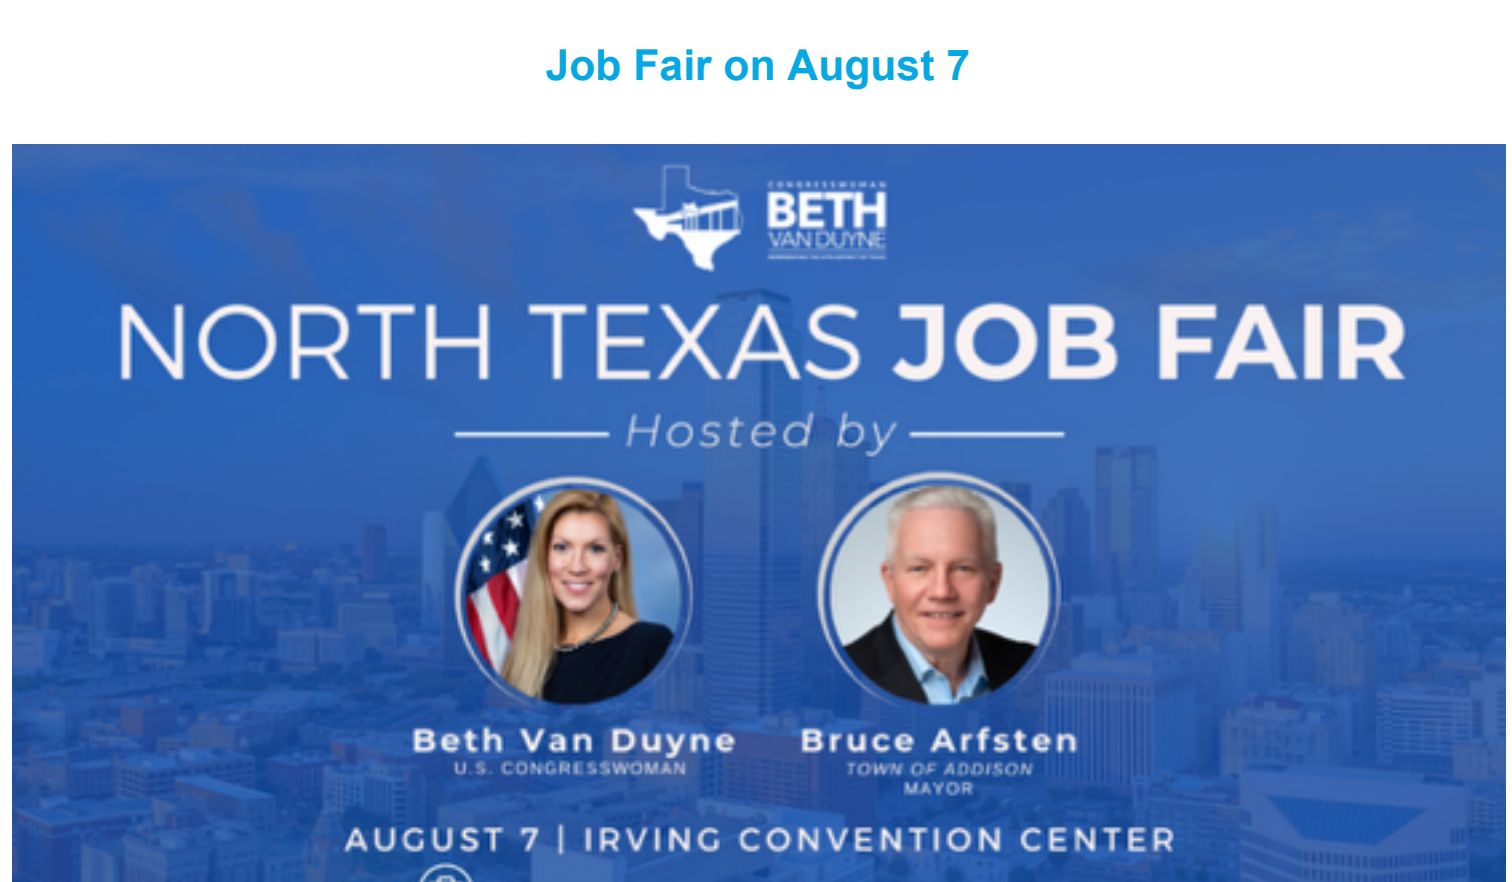 Job Fair on August 7
CONGRESSWOMAN
BETH
VAN DUYNE
NORTH TEXAS JOB FAIR
Hosted by
Beth Van Duyne
U.S. CONGRESSWOMAN
Bruce Arfsten
TOWN OF ADDISON
MAYOR
AUGUST 7 | IRVING CONVENTION CENTER